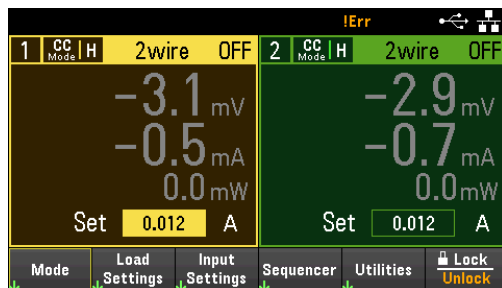 !Err
1 CC Mode H 2wire OFF
-3.1 mV
-0.5 mA
0.0 mW
Set 0.012 A
2 CC Mode H 2wire OFF
-2.9 mV
-0.7 mA
0.0 mW
Set 0.012 A
Mode
Load
Settings
Input
Settings
Sequencer
Utilities
Lock
Unlock